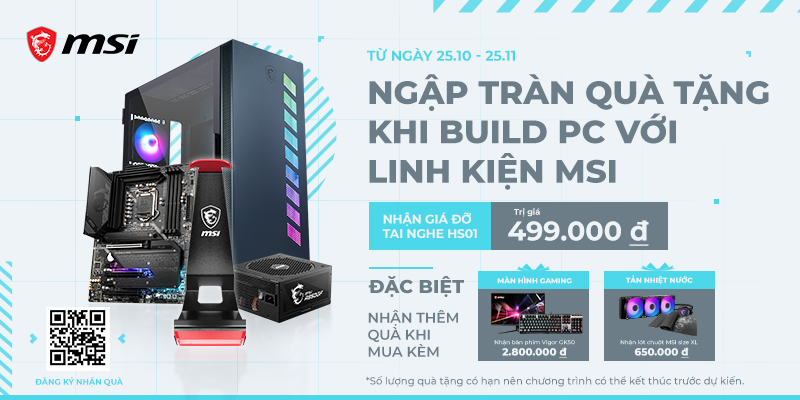 msi
TỪ NGÀY 25.10 - 25.11
NGẬP TRÀN QUÀ TẶNG
KHI BUILD PC VỚI
LINH KIỆN MSI
NHẬN GIÁ ĐỠ
TAI NGHE HS01
Trị giá
499.000 đ
ĐẶC BIỆT
NHẬN THÊM
QUÀ KHI
MUA KÈM
MÀN HÌNH GAMING
Nhận bàn phím Vigor GK50
2.800.000 đ
TẢN NHIỆT NƯỚC
Nhận lót chuột MSI size XL
650.000 đ
msi
ĐĂNG KÝ NHẬN QUÀ
*Số lượng quà tặng có hạn nên chương trình có thể kết thúc trước dự kiến.